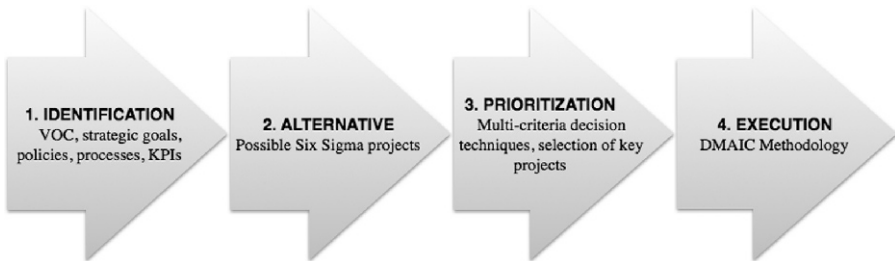 1. IDENTIFICATION
VOC, strategic goals,
policies, processes, KPIs
2. ALTERNATIVE
Possible Six Sigma projects
3. PRIORITIZATION
Multi-criteria decision
techniques, selection of key
projects
4. EXECUTION
DMAIC Methodology